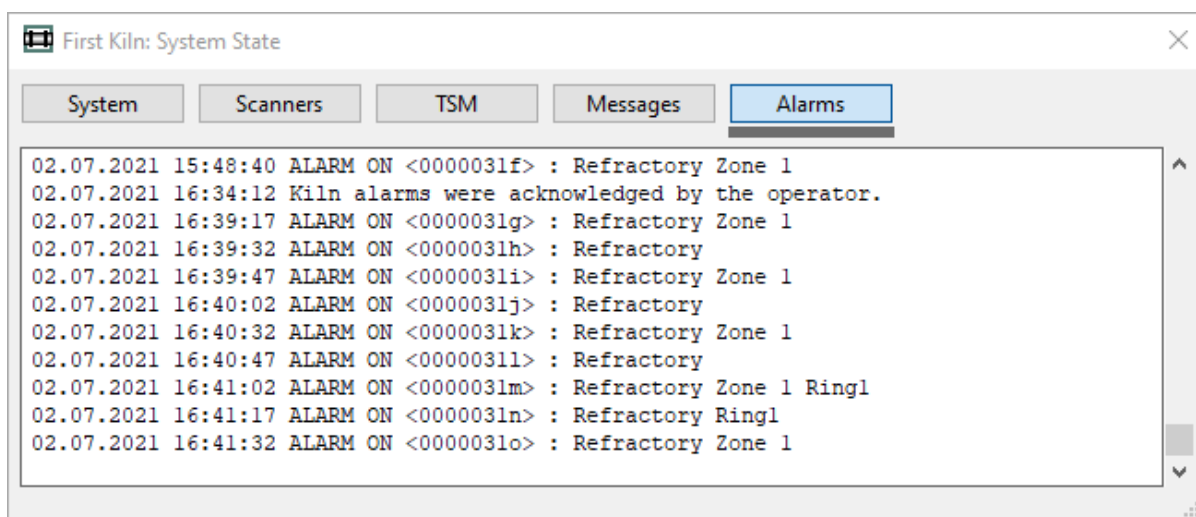 First Kiln: System State
System Scanners TSM Messages Alarms
02.07.2021 15:48:40 ALARM ON <0000031f> : Refractory Zone 1
02.07.2021 16:34:12 Kiln alarms were acknowledged by the operator.
02.07.2021 16:39:17 ALARM ON <0000031g> : Refractory Zone 1
02.07.2021 16:39:32 ALARM ON <0000031h> : Refractory
02.07.2021 16:39:47 ALARM ON <0000031i> : Refractory Zone 1
02.07.2021 16:40:02 ALARM ON <0000031j> : Refractory
02.07.2021 16:40:32 ALARM ON <0000031k> : Refractory Zone 1
02.07.2021 16:40:47 ALARM ON <0000031l> : Refractory
02.07.2021 16:41:02 ALARM ON <0000031m> : Refractory Zone 1 Ring1
02.07.2021 16:41:17 ALARM ON <0000031n> : Refractory Ring1
02.07.2021 16:41:32 ALARM ON <0000031o> : Refractory Zone 1